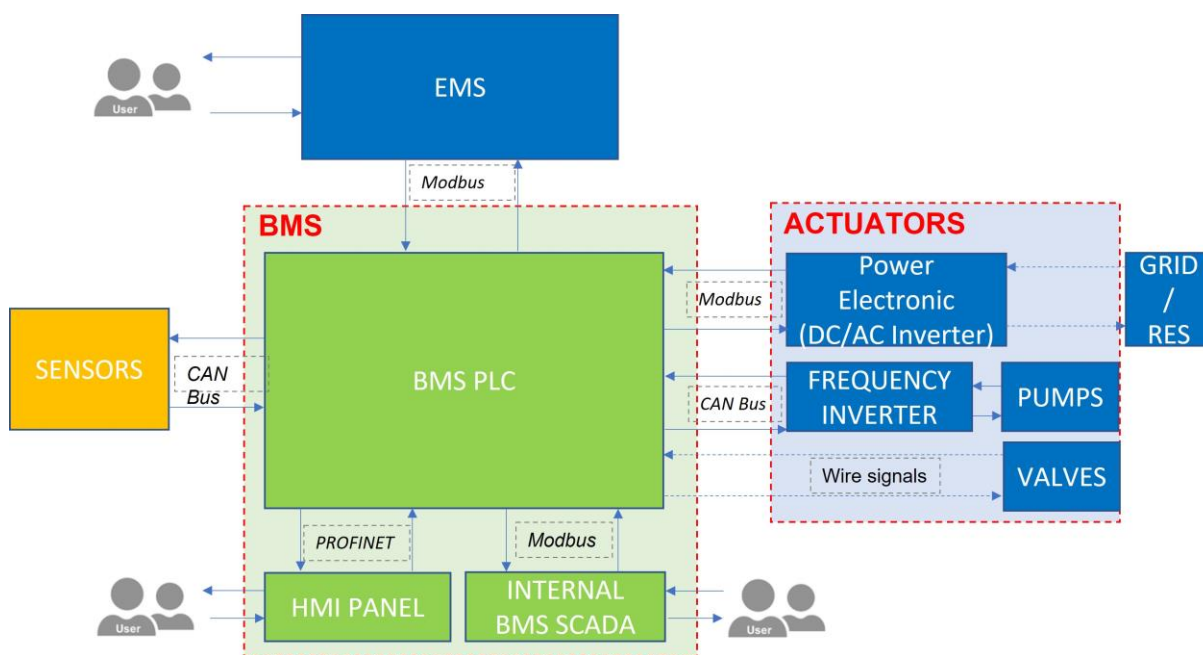 EMS
User
Modbus
BMS
ACTUATORS
Power
Electronic
(DC/AC Inverter)
GRID
/
RES
Modbus
SENSORS
CAN
Bus
BMS PLC
FREQUENCY
INVERTER
PUMPS
CAN Bus
Wire signals
VALVES
PROFINET
Modbus
HMI PANEL
INTERNAL
BMS SCADA
User
User